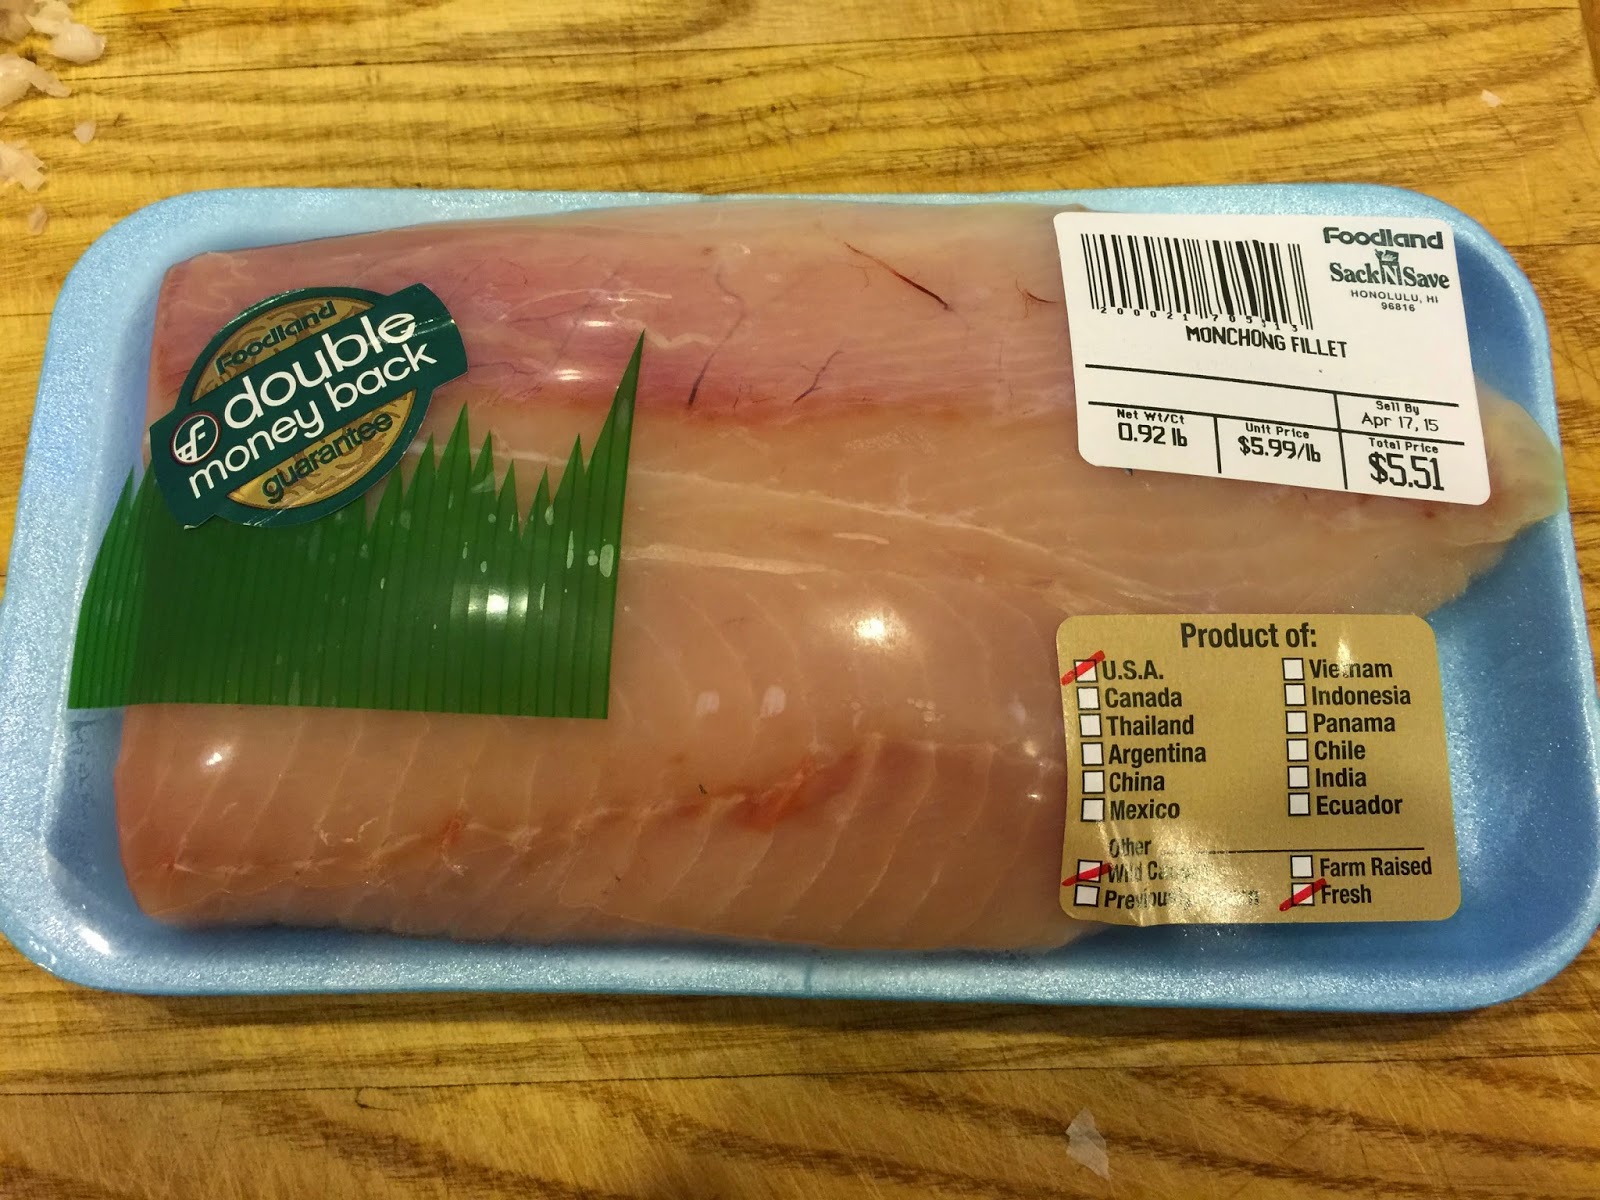 Foodland
double
money back
guarantee
Foodland
Sack N Save
HONOLULU, HI
96816
MONCHONG FILLET
Sell By
Apr 17, 15
Net Wt/Ct
0.92 lb
Unit Price
$5.99/lb
Total Price
$5.51
Product of:
U.S.A.
Canada
Thailand
Argentina
China
Mexico
Vietnam
Indonesia
Panama
Chile
India
Ecuador
Other
Wild
Farm Raised
Fresh